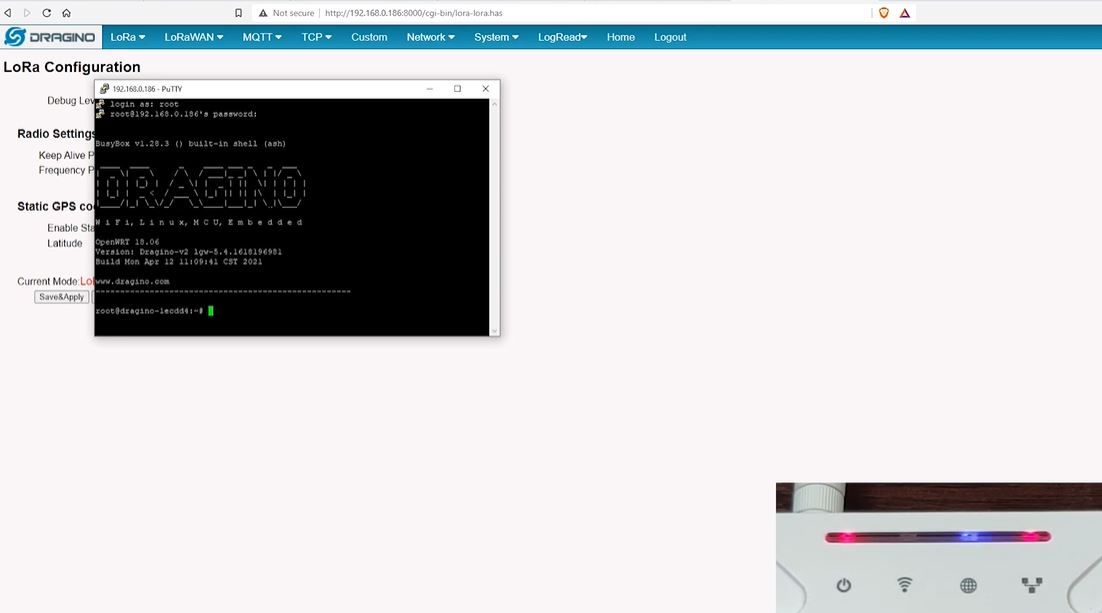 Not secure | http://192.168.0.186:8000/cgi-bin/lora-lora.has
DRAGINO LoRa LoRaWAN MQTT TCP Custom Network System LogRead Home Logout
LoRa Configuration
192.168.0.186 - PuTTY
Debug Lev
login as: root
root@192.168.0.186's password:
Radio Settings
BusyBox v1.28.3 () built-in shell (ash)
Keep Alive P
Frequency P
DRAGINO
Static GPS co
W i F i, L i n u x, M C U, E m b e d d e d
Enable Sta
Latitude
OpenWRT 18.06
Version: Dragino-v2 lgw-5.4.1618196981
Build Mon Apr 12 11:09:41 CST 2021
Current Mode:Lo
www.dragino.com
----------------------------------------------------
Save&Apply
root@dragino-1ecdd4:~#